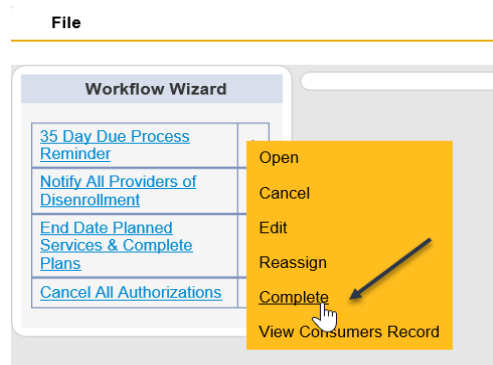 File
Workflow Wizard
35 Day Due Process
Reminder
Notify All Providers of
Disenrollment
End Date Planned
Services & Complete
Plans
Cancel All Authorizations
Open
Cancel
Edit
Reassign
Complete
View Consumers Record